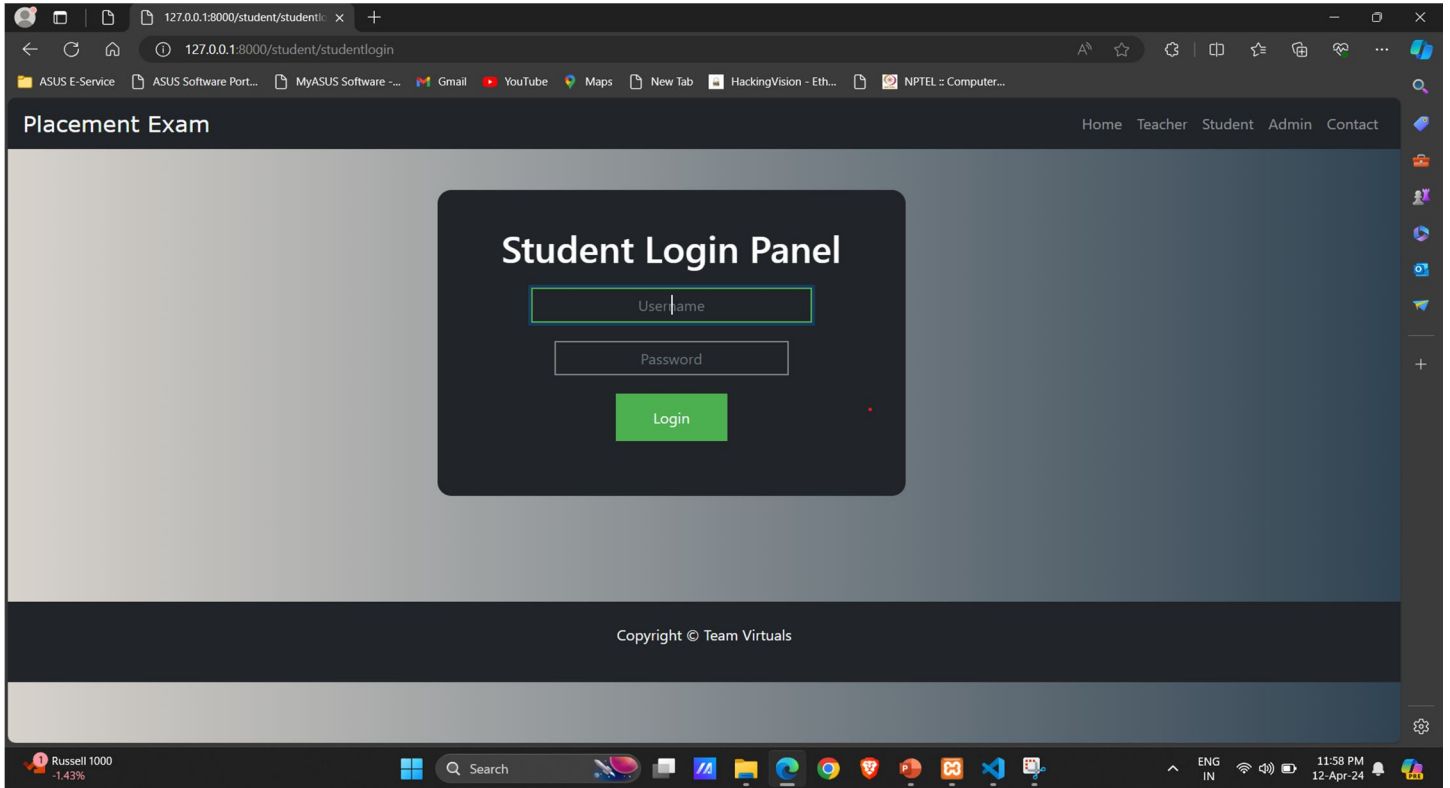 127.0.0.1:8000/student/studentlo
127.0.0.1:8000/student/studentlogin
ASUS E-Service ASUS Software Port... MyASUS Software -... Gmail YouTube Maps New Tab HackingVision - Eth... NPTEL :: Computer...
Placement Exam
Home Teacher Student Admin Contact
Student Login Panel
Username
Password
Login
Copyright © Team Virtuals
1 Russell 1000
-1.43%
Search
ENG
IN
11:58 PM
12-Apr-24
PRE